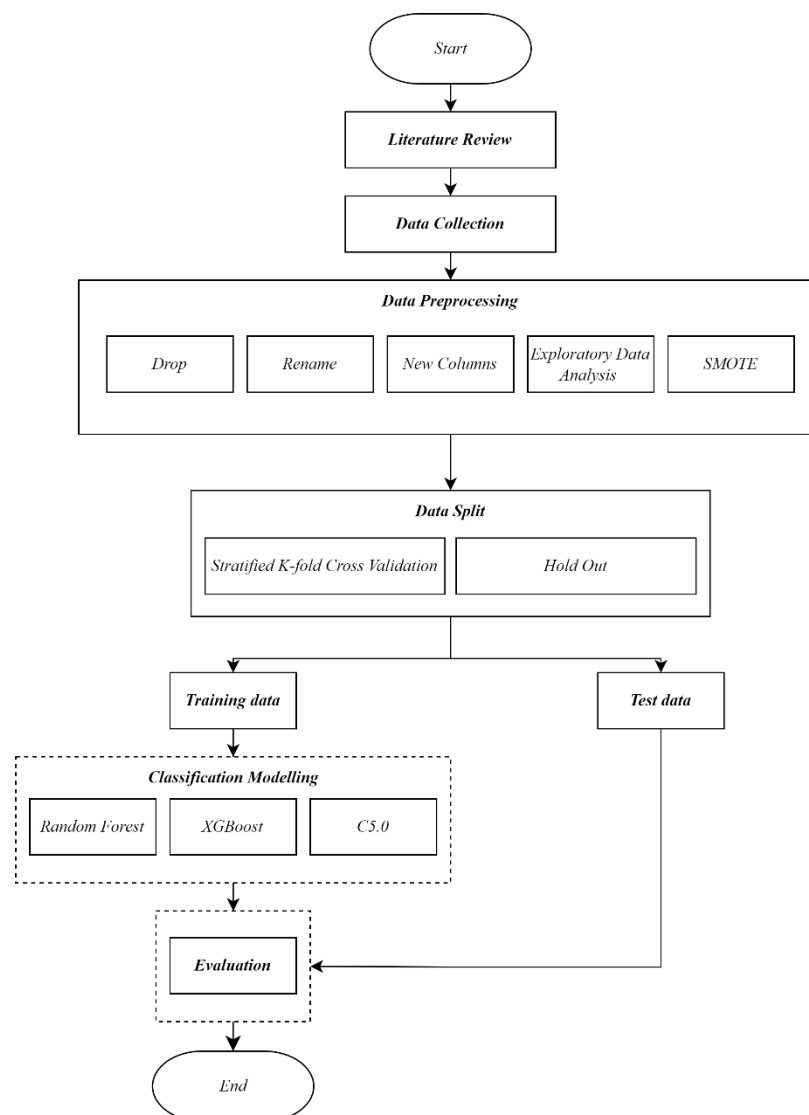 Start
Literature Review
Data Collection
Data Preprocessing
Drop
Rename
New Columns
Exploratory Data
Analysis
SMOTE
Data Split
Stratified K-fold Cross Validation
Hold Out
Training data
Test data
Classification Modelling
Random Forest
XGBoost
C5.0
Evaluation
End